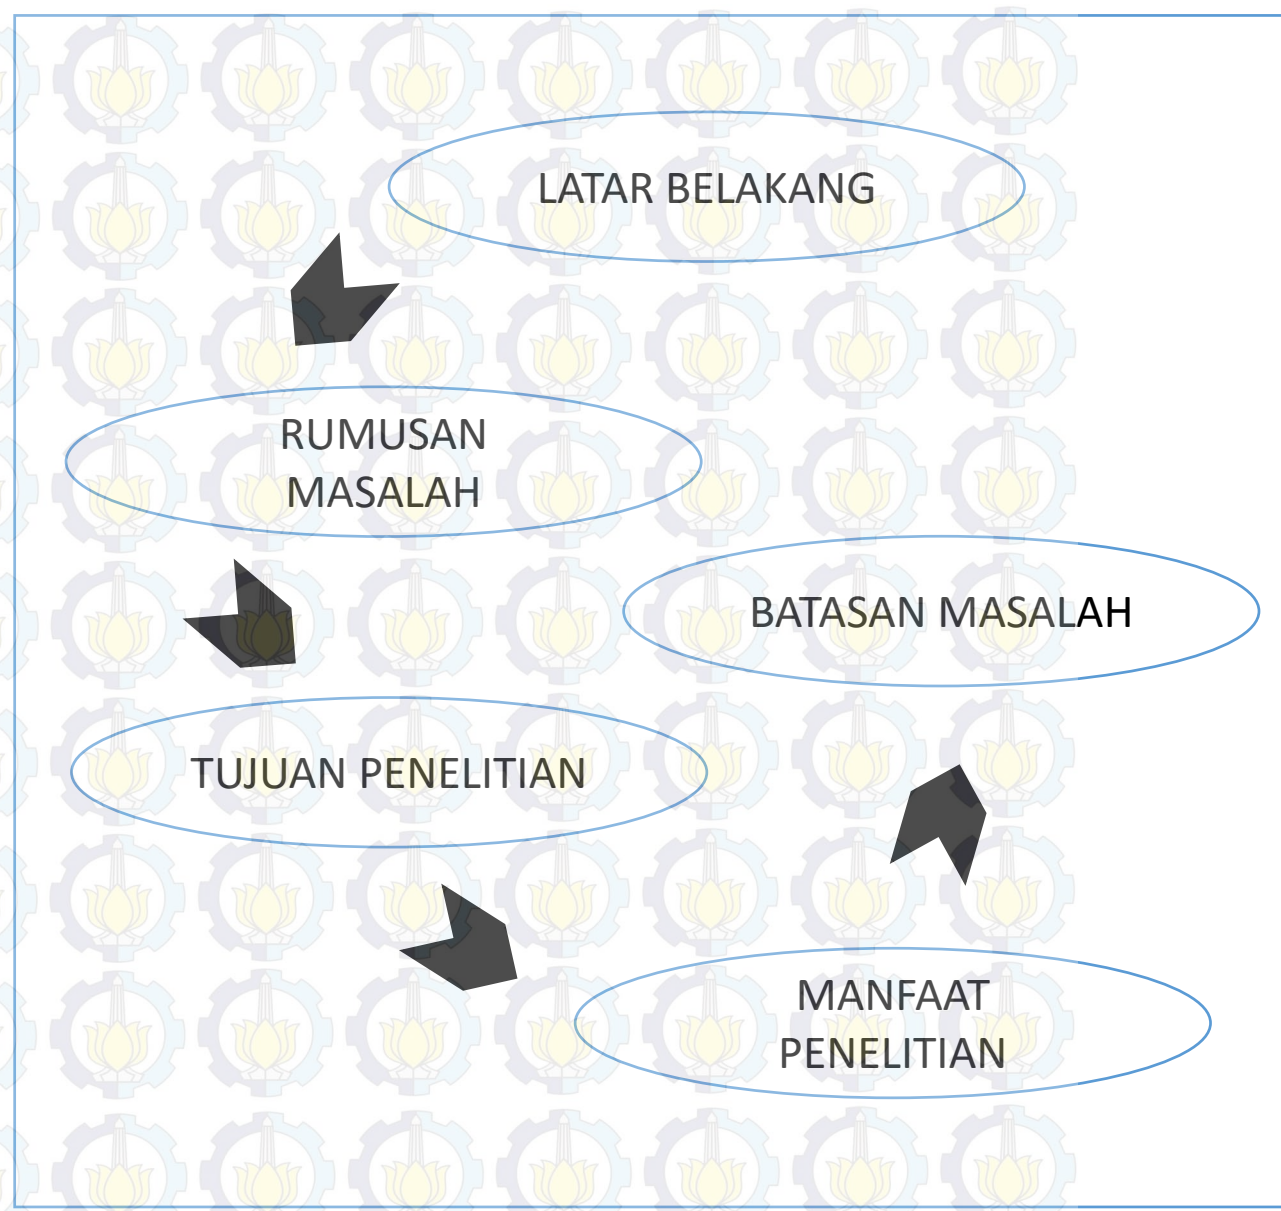 LATAR BELAKANG
RUMUSAN
MASALAH
TUJUAN PENELITIAN
MANFAAT
PENELITIAN
BATASAN MASALAH